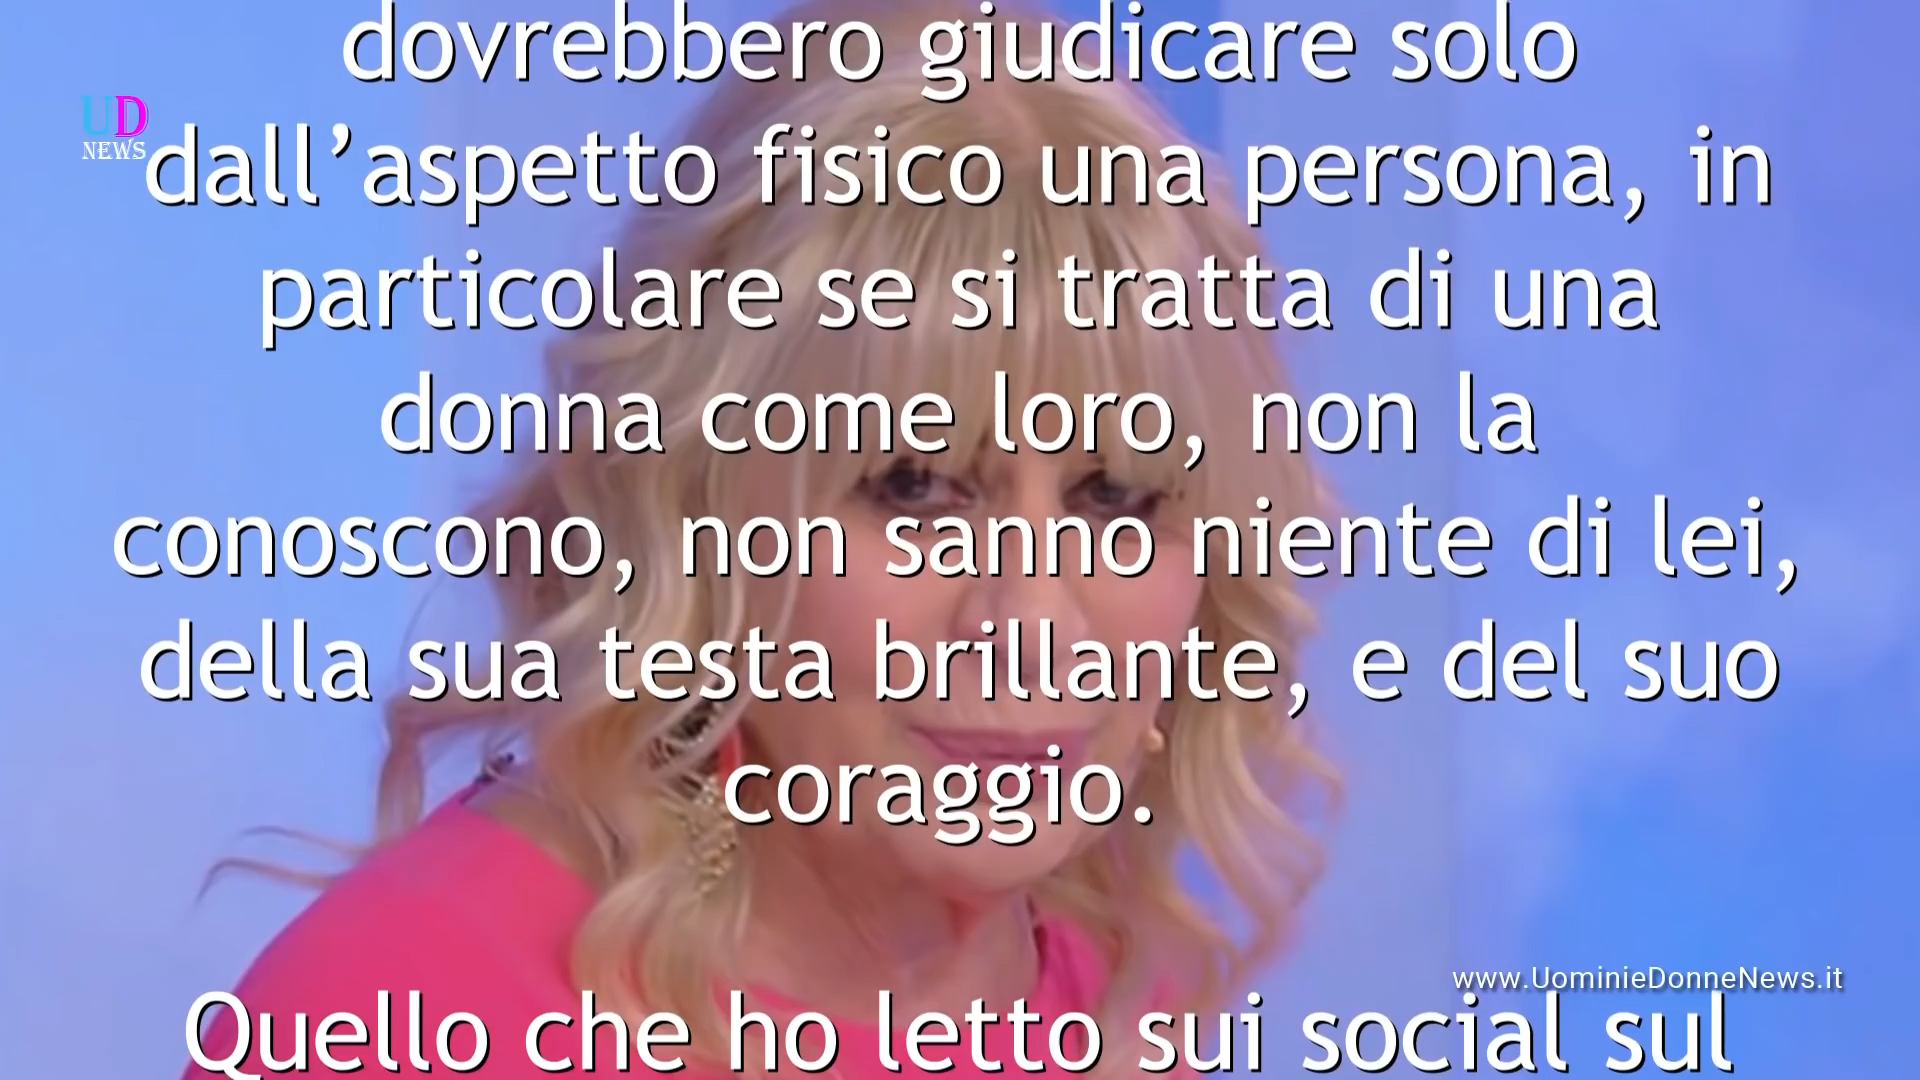 dovrebbero giudicare solo
UD
NEWS
dall’aspetto fisico una persona, in
particolare se si tratta di una
donna come loro, non la
conoscono, non sanno niente di lei,
della sua testa brillante, e del suo
coraggio.
www.UominieDonneNews.it
Quello che ho letto sui social sul